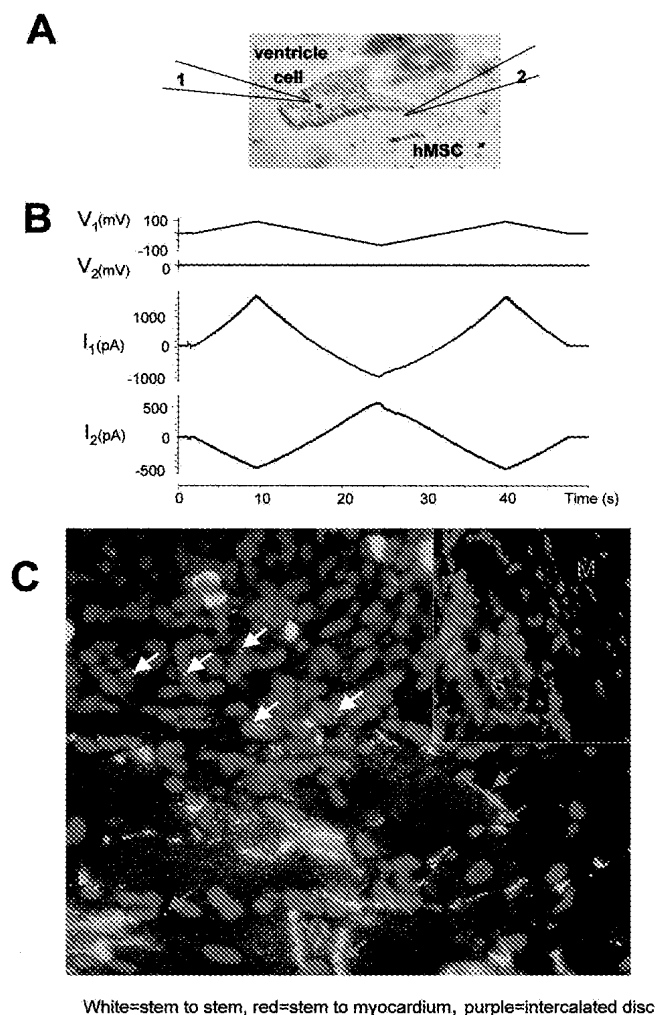 A
ventricle
cell
1
2
hMSC
B
V1(mV)
100
-100
V2(mV)
0
I1(pA)
1000
0
-1000
I2(pA)
500
0
-500
0 10 20 30 40 Time (s)
C
M
S
White=stem to stem, red=stem to myocardium, purple=intercalated disc